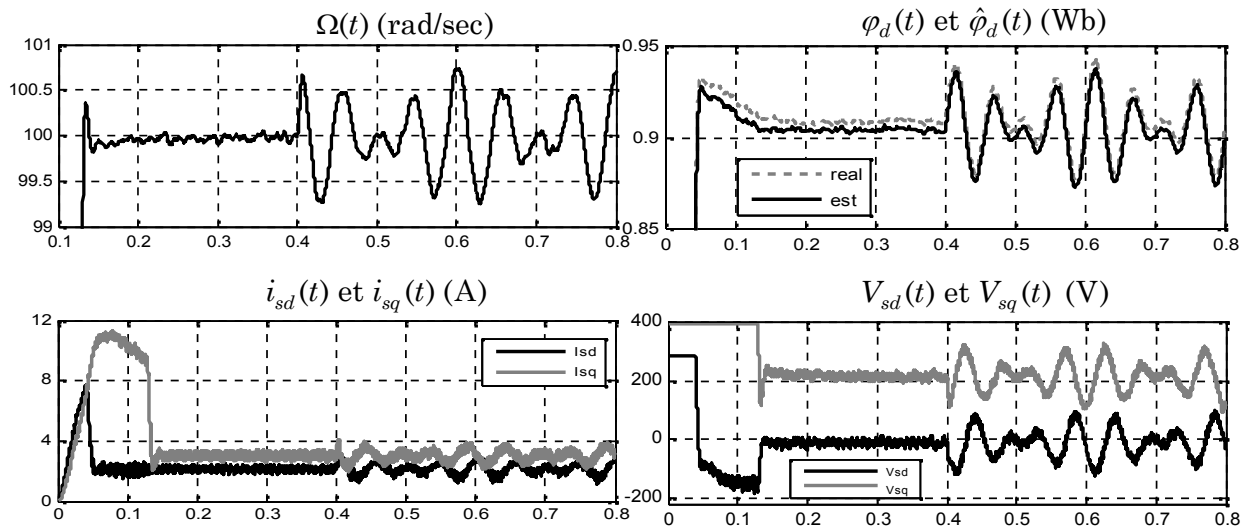 Ω(t) (rad/sec)
101
100.5
100
99.5
99
0.1 0.2 0.3 0.4 0.5 0.6 0.7 0.8
φ_d(t) et φ̂_d(t) (Wb)
0.95
0.9
0.85
real
est
0 0.1 0.2 0.3 0.4 0.5 0.6 0.7 0.8
i_sd(t) et i_sq(t) (A)
12
8
4
0
Isd
Isq
0 0.1 0.2 0.3 0.4 0.5 0.6 0.7 0.8
V_sd(t) et V_sq(t) (V)
400
200
0
-200
Vsd
Vsq
0 0.1 0.2 0.3 0.4 0.5 0.6 0.7 0.8